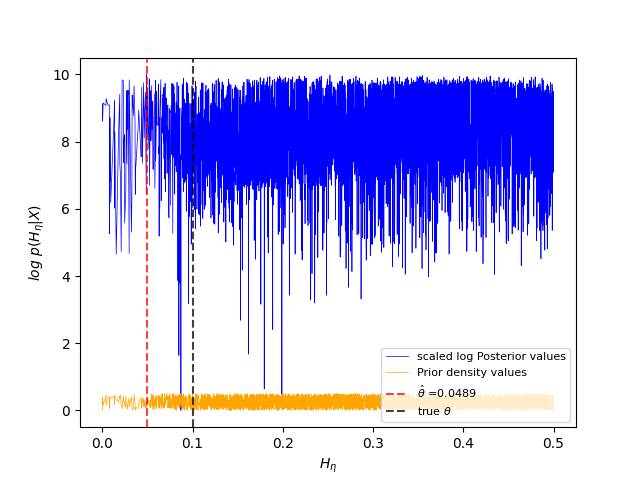 10
8
6
4
2
0
log p(H_η|X)
scaled log Posterior values
Prior density values
θ̂ =0.0489
true θ
0.0 0.1 0.2 0.3 0.4 0.5
H_η